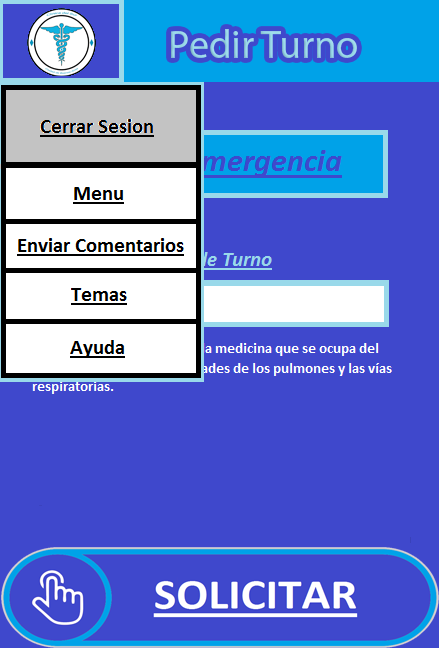 Pedir Turno
Cerrar Sesion
mergencia
Menu
Enviar Comentarios
de Turno
Temas
Ayuda
a medicina que se ocupa del
ades de los pulmones y las vías
respiratorias.
SOLICITAR